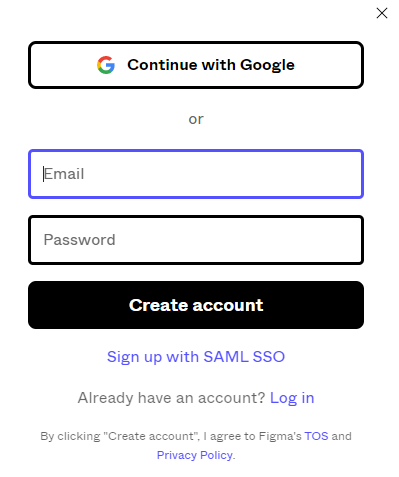 Continue with Google
or
Email
Password
Create account
Sign up with SAML SSO
Already have an account? Log in
By clicking "Create account", I agree to Figma's TOS and
Privacy Policy.